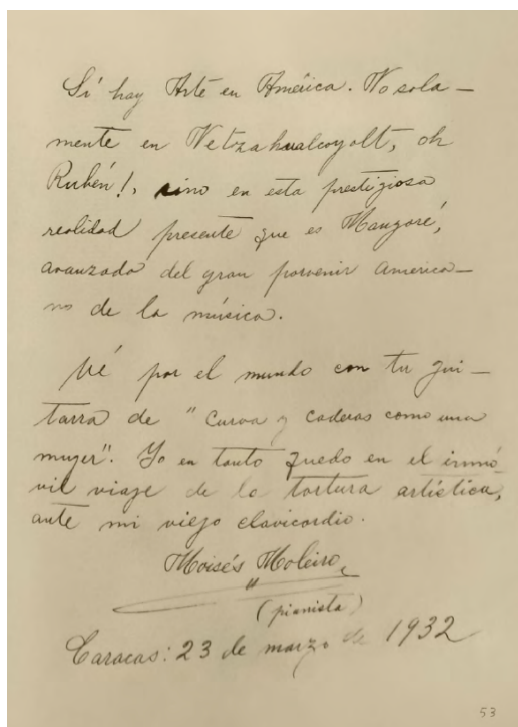 Sí hay Arte en América. No sola-
mente en Netzahualcoyolt, oh
Rubén!, sino en esta prestigiosa
realidad presente que es Mangoré,
avanzada del gran porvenir america-
no de la música.
Vé por el mundo con tu gui-
tarra de "curva y caderas como una
mujer". Yo en tanto quedo en el inmó-
vil viaje de la tortura artística,
ante mi viejo clavicordio.
Moisés Moleiro,
(pianista)
Caracas: 23 de marzo de 1932
53